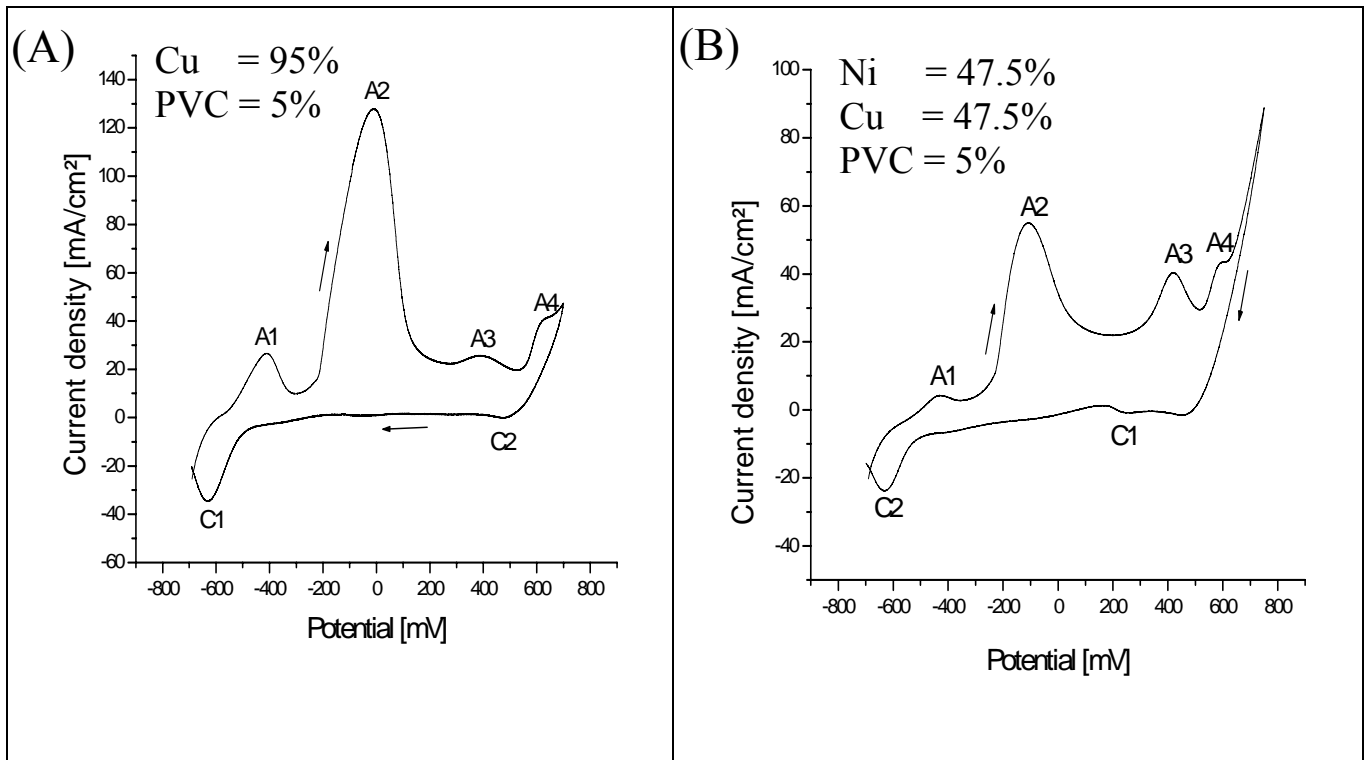 (A)
Cu = 95%
PVC = 5%
140
120
100
80
60
40
20
0
-20
-40
-60
Current density [mA/cm²]
A1
A2
A3
A4
C1
C2
-800 -600 -400 -200 0 200 400 600 800
Potential [mV]
(B)
Ni = 47.5%
Cu = 47.5%
PVC = 5%
100
80
60
40
20
0
-20
-40
Current density [mA/cm²]
A1
A2
A3
A4
C1
C2
-800 -600 -400 -200 0 200 400 600 800
Potential [mV]